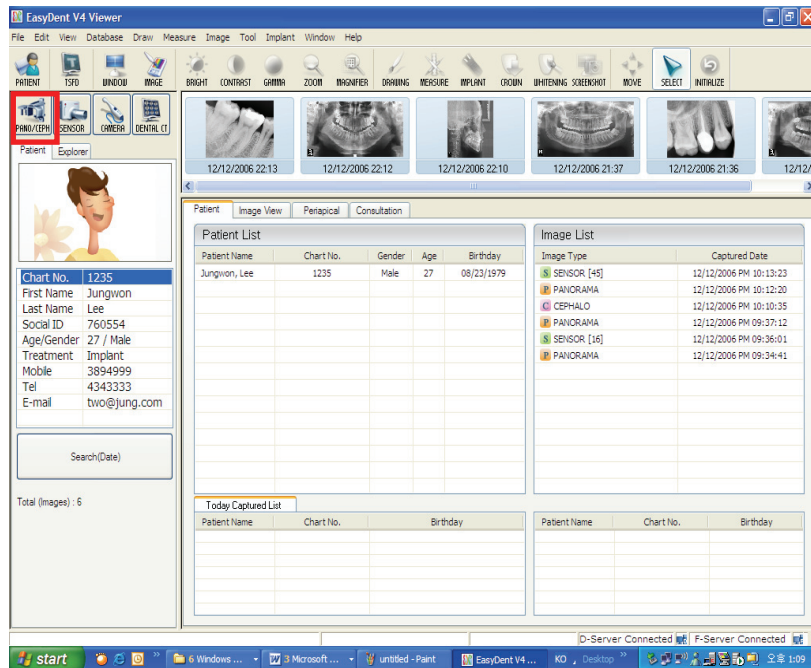 EasyDent V4 Viewer
File Edit View Database Draw Measure Image Tool Implant Window Help
PATIENT TSFD WINDOW IMAGE BRIGHT CONTRAST GAMMA ZOOM MAGNIFIER DRAWING MEASURE IMPLANT CROWN WHITENING SCREENSHOT MOVE SELECT INITIALIZE
PANO/CEPH SENSOR CAMERA DENTAL CT
Patient Explorer
12/12/2006 22:13 12/12/2006 22:12 12/12/2006 22:10 12/12/2006 21:37 12/12/2006 21:36 12/12/
Chart No. 1235
First Name Jungwon
Last Name Lee
Social ID 760554
Age/Gender 27 / Male
Treatment Implant
Mobile 3894999
Tel 4343333
E-mail two@jung.com
Search(Date)
Total (Images) : 6
Patient Image View Periapical Consultation
Patient List
Patient Name Chart No. Gender Age Birthday
Jungwon, Lee 1235 Male 27 08/23/1979
Image List
Image Type Captured Date
S SENSOR [45] 12/12/2006 PM 10:13:23
P PANORAMA 12/12/2006 PM 10:12:20
C CEPHALO 12/12/2006 PM 10:10:35
P PANORAMA 12/12/2006 PM 09:37:12
S SENSOR [16] 12/12/2006 PM 09:36:01
P PANORAMA 12/12/2006 PM 09:34:41
Today Captured List
Patient Name Chart No. Birthday
Patient Name Chart No. Birthday
D-Server Connected F-Server Connected
start 6 Windows ... 3 Microsoft ... untitled - Paint EasyDent V4 ... KO Desktop » 오후 1:08